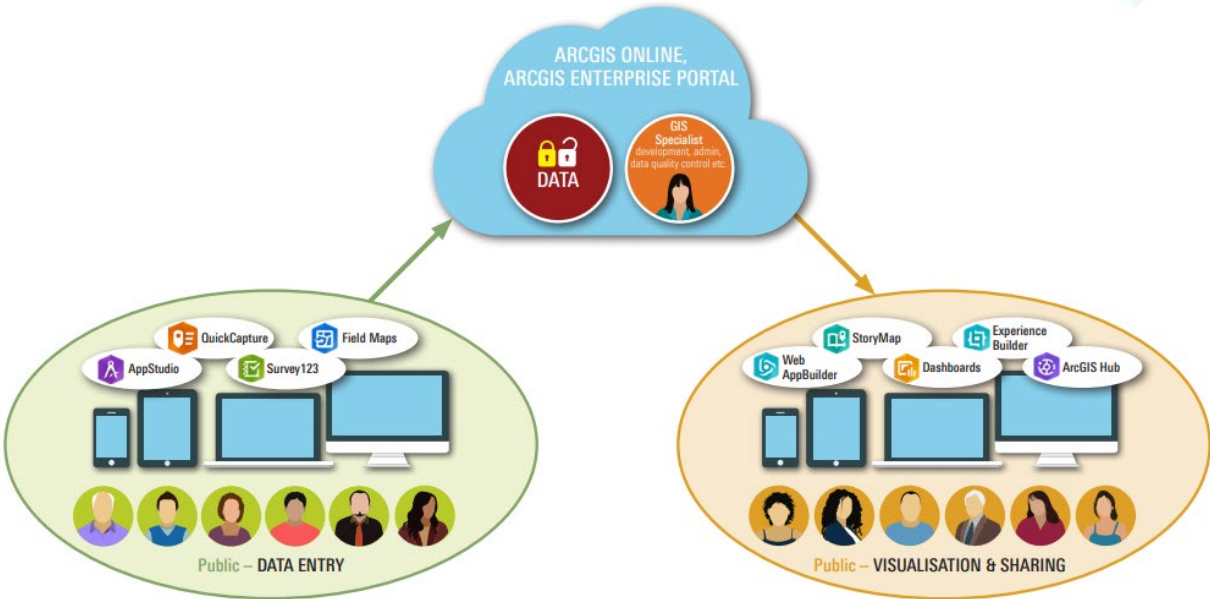 ARCGIS ONLINE,
ARCGIS ENTERPRISE PORTAL
DATA
GIS
Specialist
development, admin,
data quality control etc.
QuickCapture
Field Maps
AppStudio
Survey123
Public – DATA ENTRY
StoryMap
Experience
Builder
Web
AppBuilder
Dashboards
ArcGIS Hub
Public – VISUALISATION & SHARING